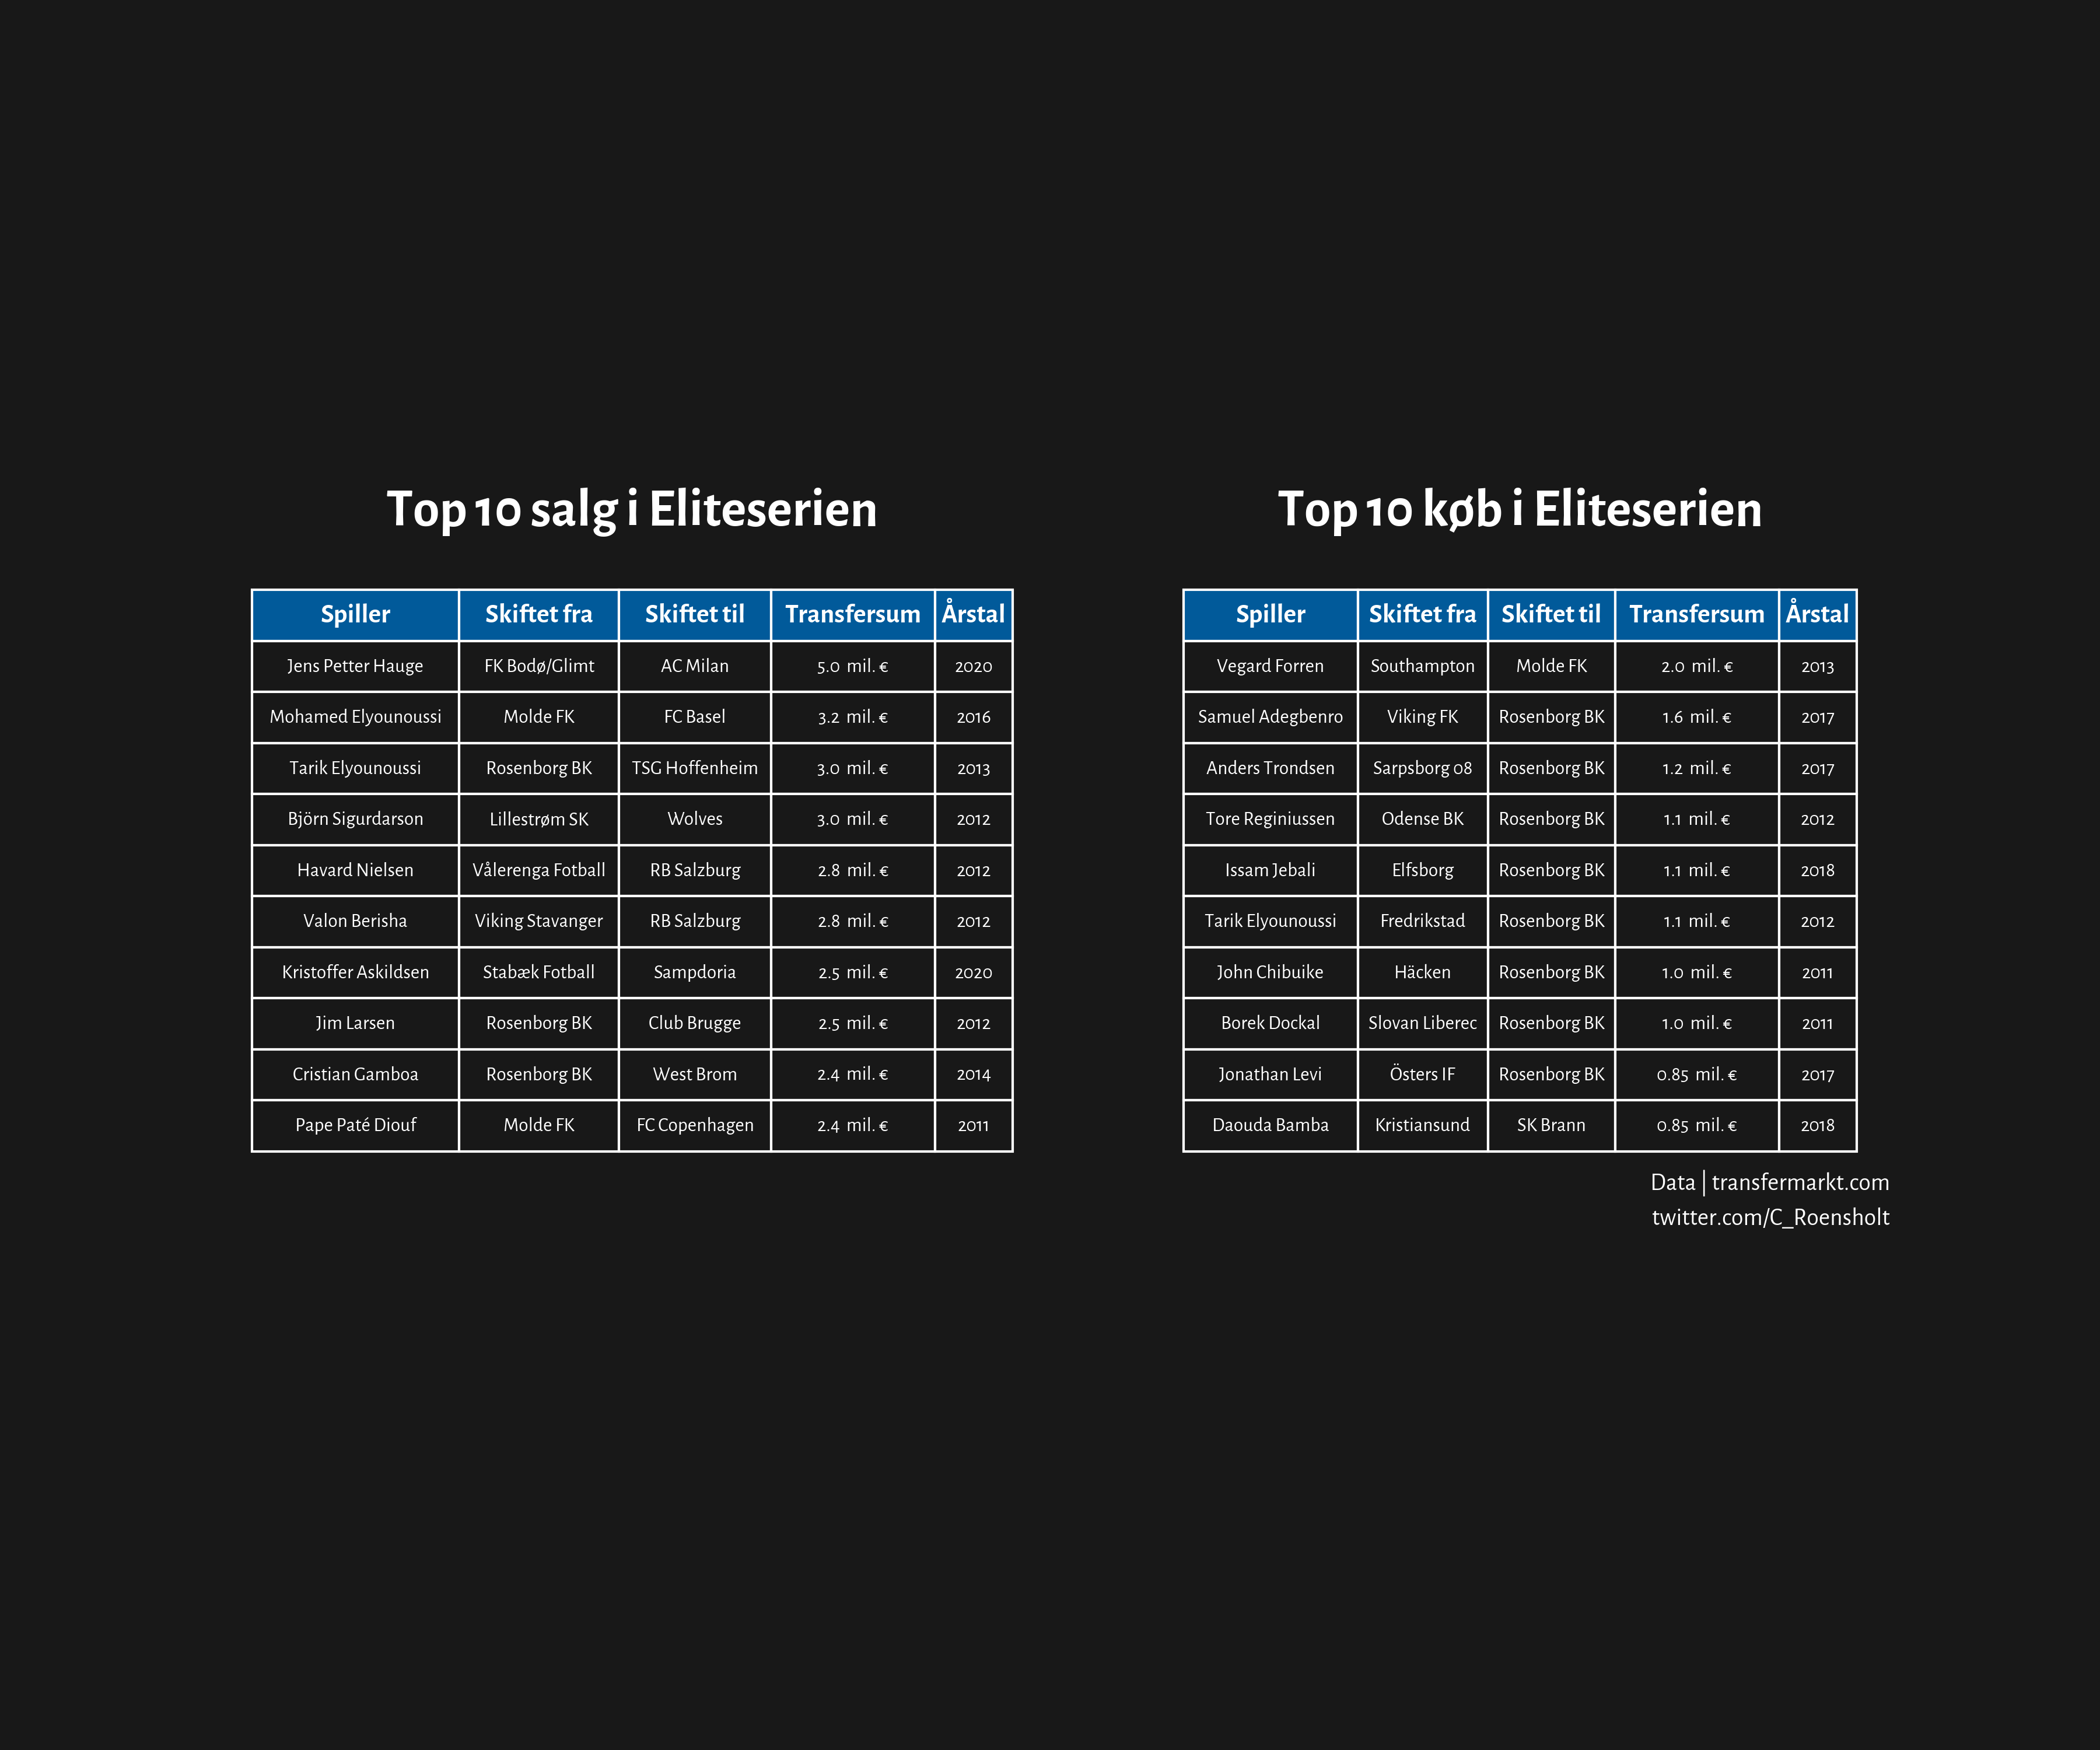 Top 10 salg i Eliteserien
Spiller Skiftet fra Skiftet til Transfersum Årstal
Jens Petter Hauge FK Bodø/Glimt AC Milan 5.0 mil. € 2020
Mohamed Elyounoussi Molde FK FC Basel 3.2 mil. € 2016
Tarik Elyounoussi Rosenborg BK TSG Hoffenheim 3.0 mil. € 2013
Björn Sigurdarson Lillestrøm SK Wolves 3.0 mil. € 2012
Havard Nielsen Vålerenga Fotball RB Salzburg 2.8 mil. € 2012
Valon Berisha Viking Stavanger RB Salzburg 2.8 mil. € 2012
Kristoffer Askildsen Stabæk Fotball Sampdoria 2.5 mil. € 2020
Jim Larsen Rosenborg BK Club Brugge 2.5 mil. € 2012
Cristian Gamboa Rosenborg BK West Brom 2.4 mil. € 2014
Pape Paté Diouf Molde FK FC Copenhagen 2.4 mil. € 2011
Top 10 køb i Eliteserien
Spiller Skiftet fra Skiftet til Transfersum Årstal
Vegard Forren Southampton Molde FK 2.0 mil. € 2013
Samuel Adegbenro Viking FK Rosenborg BK 1.6 mil. € 2017
Anders Trondsen Sarpsborg 08 Rosenborg BK 1.2 mil. € 2017
Tore Reginiussen Odense BK Rosenborg BK 1.1 mil. € 2012
Issam Jebali Elfsborg Rosenborg BK 1.1 mil. € 2018
Tarik Elyounoussi Fredrikstad Rosenborg BK 1.1 mil. € 2012
John Chibuike Häcken Rosenborg BK 1.0 mil. € 2011
Borek Dockal Slovan Liberec Rosenborg BK 1.0 mil. € 2011
Jonathan Levi Östers IF Rosenborg BK 0.85 mil. € 2017
Daouda Bamba Kristiansund SK Brann 0.85 mil. € 2018
Data | transfermarkt.com
twitter.com/C_Roensholt